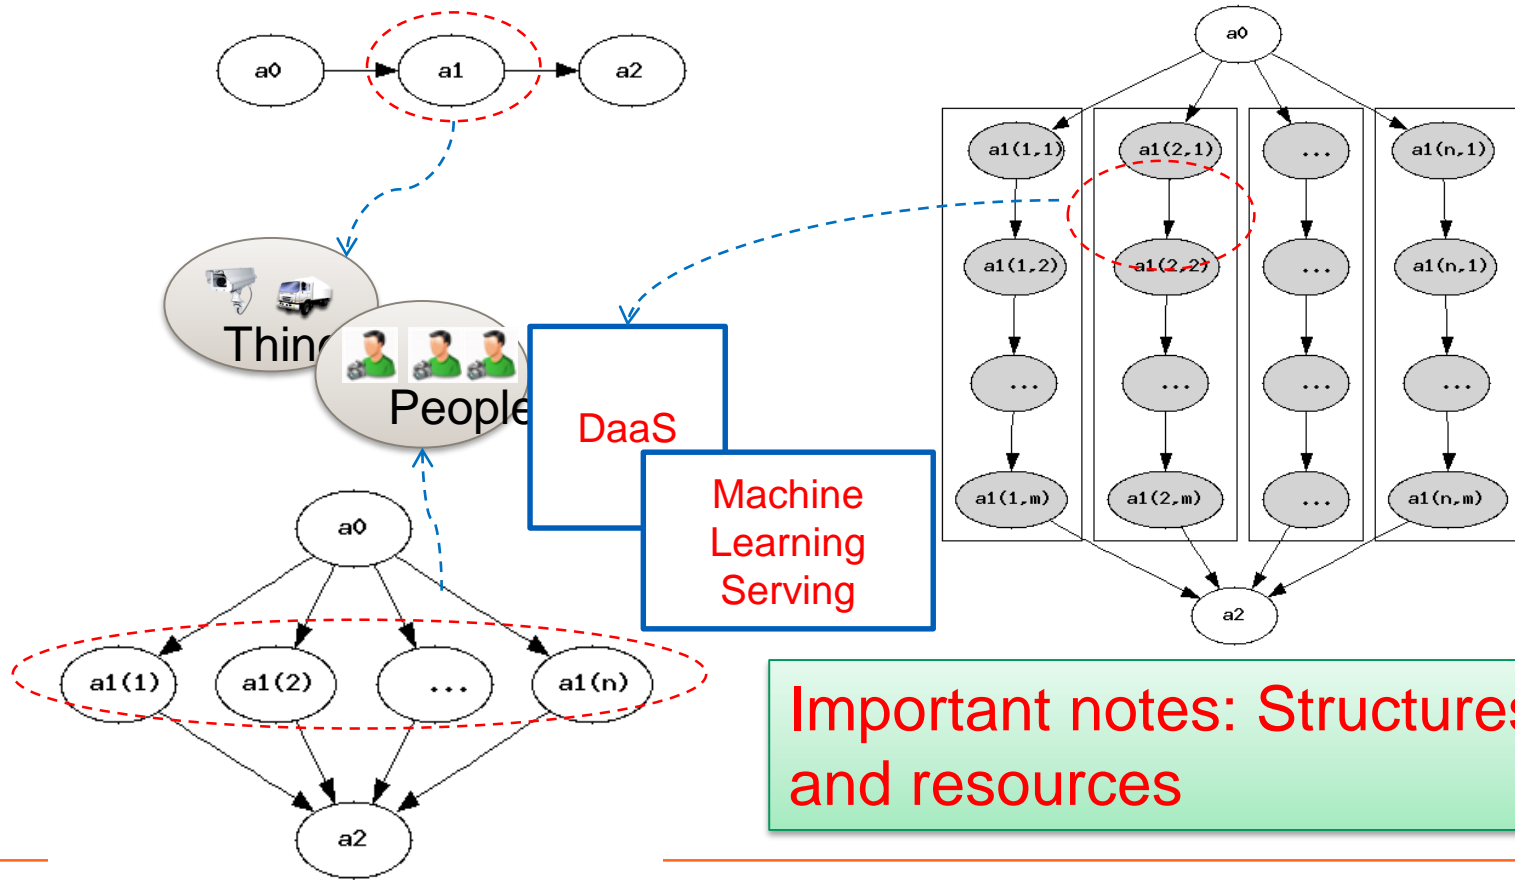 a0
a1
a2
Thin
People
DaaS
Machine
Learning
Serving
a0
a1(1)
a1(2)
...
a1(n)
a2
a0
a1(1,1)
a1(2,1)
...
a1(n,1)
a1(1,2)
a1(2,2)
...
a1(n,1)
...
...
...
...
a1(1,m)
a1(2,m)
...
a1(n,m)
a2
Important notes: Structures
and resources